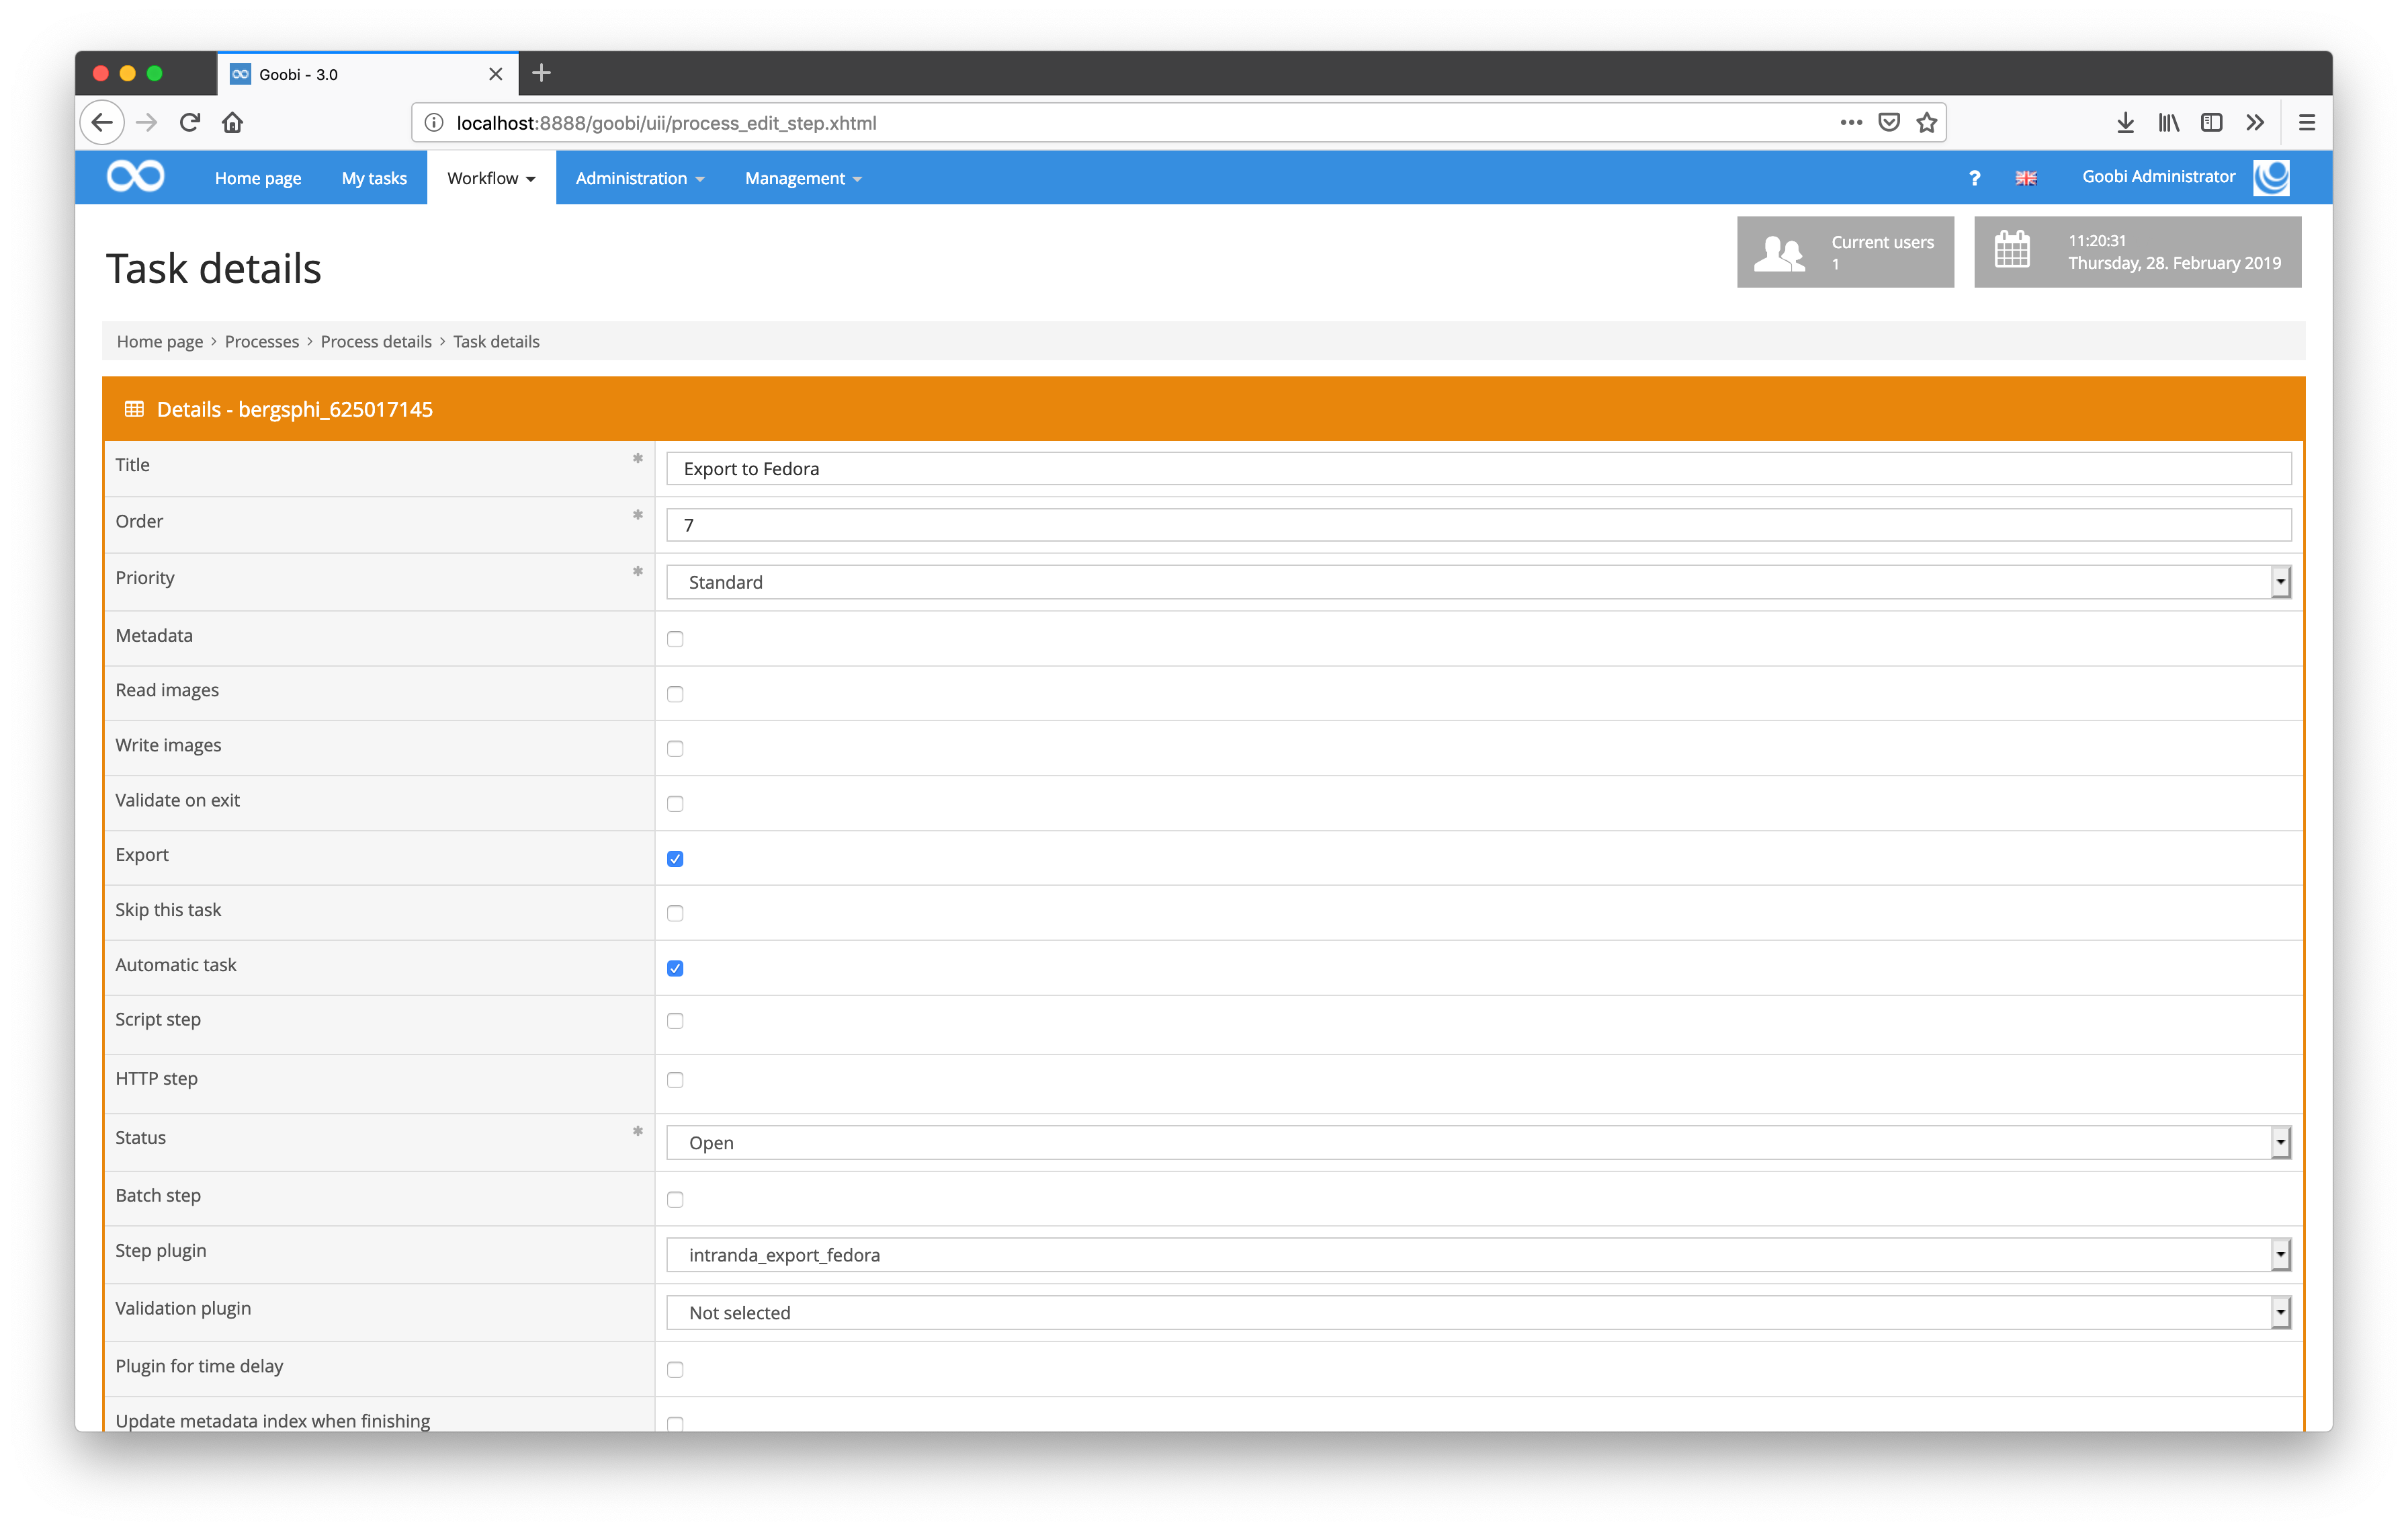 Goobi - 3.0
localhost:8888/goobi/uii/process_edit_step.xhtml
Home page My tasks Workflow Administration Management ? Goobi Administrator
Task details
Current users
1
11:20:31
Thursday, 28. February 2019
Home page > Processes > Process details > Task details
Details - bergsphi_625017145
Title * Export to Fedora
Order * 7
Priority * Standard
Metadata
Read images
Write images
Validate on exit
Export
Skip this task
Automatic task
Script step
HTTP step
Status * Open
Batch step
Step plugin intranda_export_fedora
Validation plugin Not selected
Plugin for time delay
Update metadata index when finishing